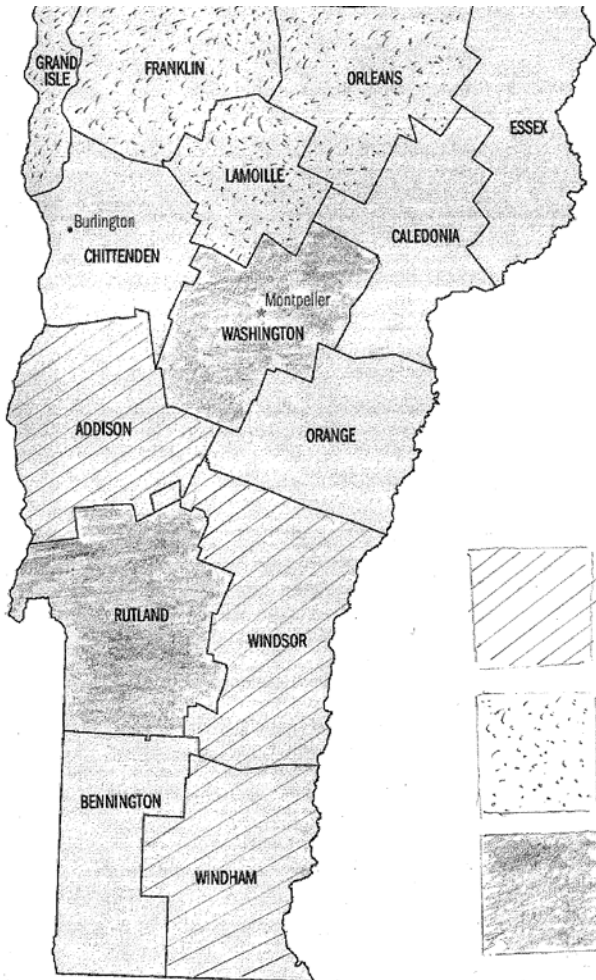 GRAND
ISLE
FRANKLIN
ORLEANS
ESSEX
LAMOILLE
Burlington
CHITTENDEN
CALEDONIA
Montpelier
WASHINGTON
ADDISON
ORANGE
RUTLAND
WINDSOR
BENNINGTON
WINDHAM